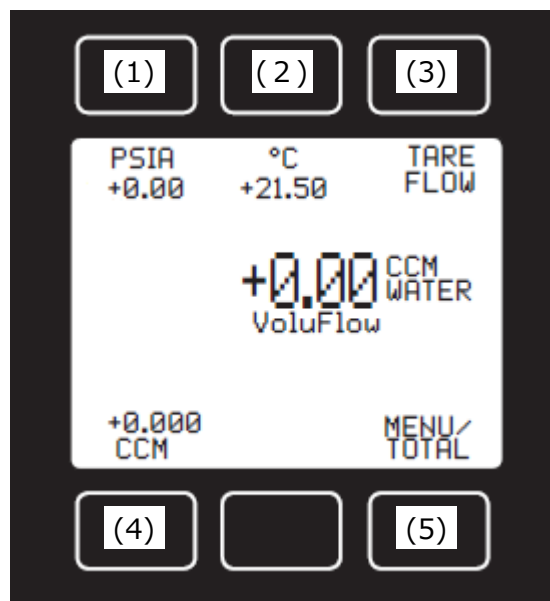 (1) (2) (3)
PSIA °C TARE
+0.00 +21.50 FLOW
+0.00 CCM
WATER
VoluFlow
+0.000 MENU/
CCM TOTAL
(4) (5)